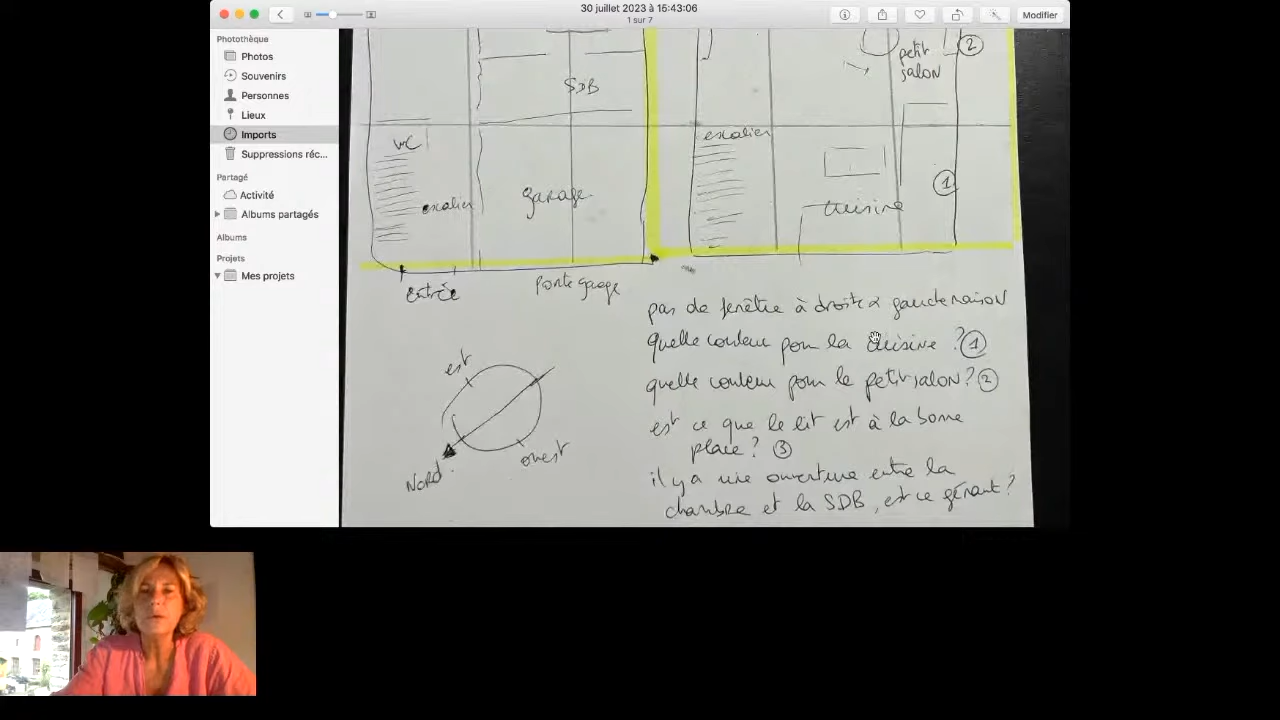 30 juillet 2023 à 16:43:06
1 sur 7
Modifier
Photothèque
Photos
Souvenirs
Personnes
Lieux
Imports
Suppressions réc...
Partagé
Activité
Albums partagés
Albums
Projets
Mes projets
SDB
WC
escalier
garage
entrée
Porte garage
petit
salon
2
escalier
1
cuisine
est
ouest
Nord
pas de fenêtre à droite & gauche maison
quelle couleur pour la cuisine ? 1
quelle couleur pour le petit salon? 2
est ce que le lit est à la bonne
place? 3
il y a une ouverture entre la
chambre et la SDB, est ce gênant?